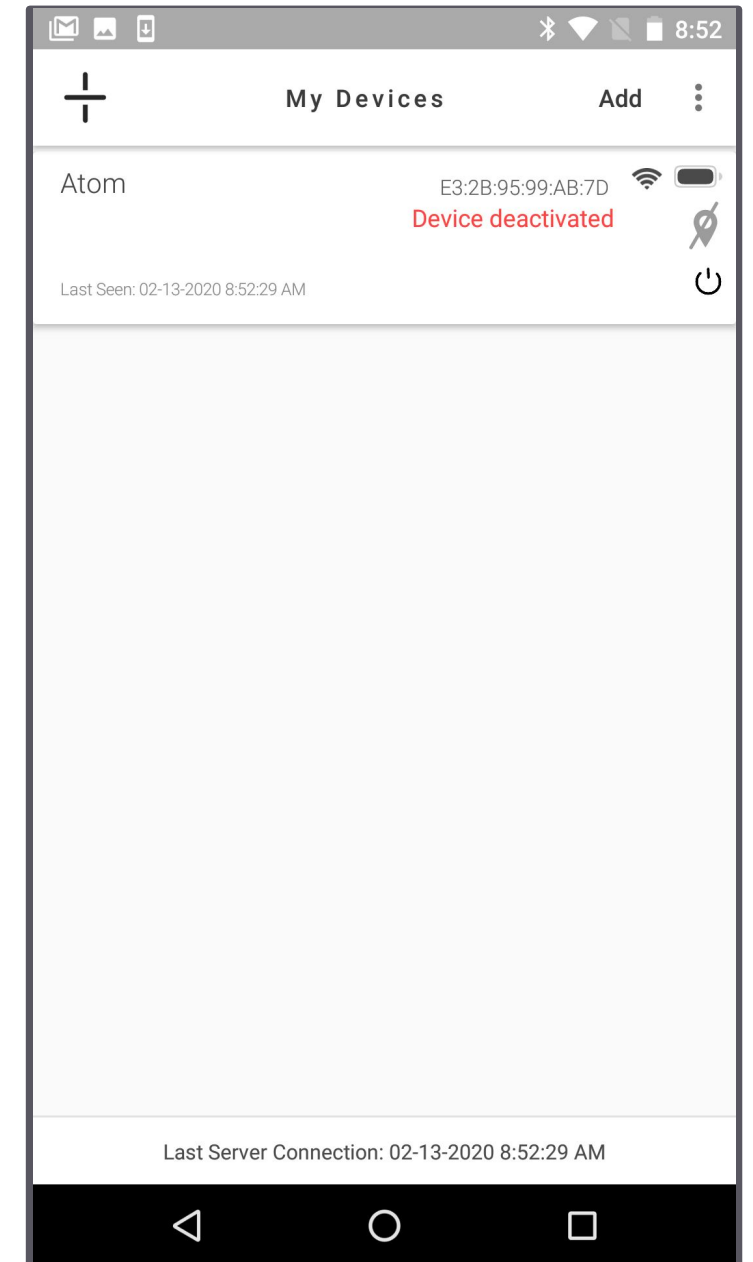 8:52
My Devices Add
Atom E3:2B:95:99:AB:7D
Device deactivated
Last Seen: 02-13-2020 8:52:29 AM
Last Server Connection: 02-13-2020 8:52:29 AM